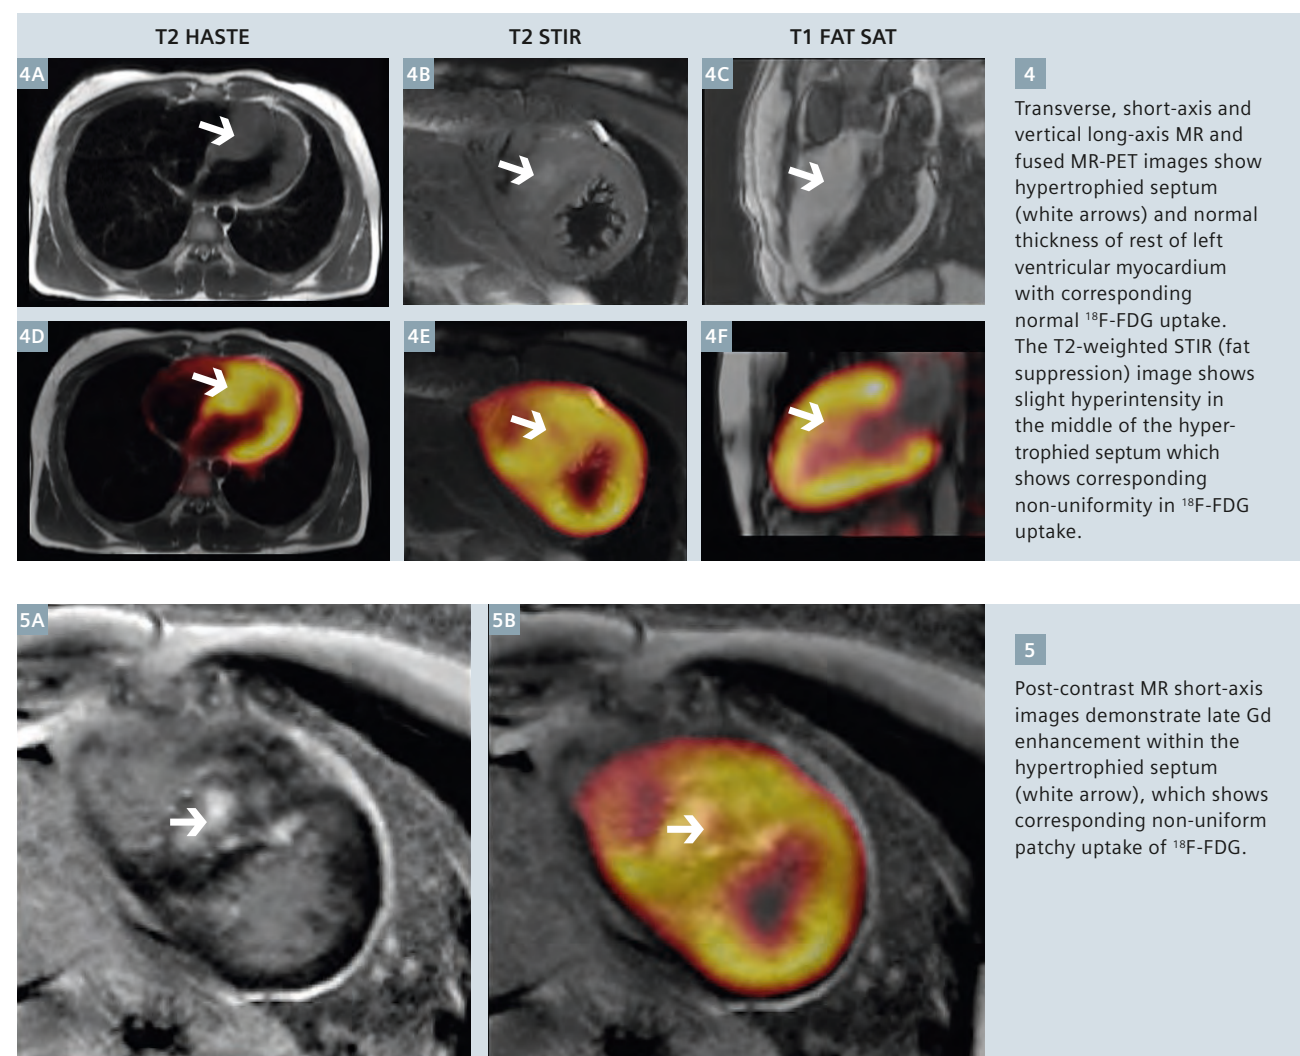 T2 HASTE
T2 STIR
T1 FAT SAT
4A
4B
4C
4
Transverse, short-axis and
vertical long-axis MR and
fused MR-PET images show
hypertrophied septum
(white arrows) and normal
thickness of rest of left
ventricular myocardium
with corresponding
normal ¹⁸F-FDG uptake.
The T2-weighted STIR (fat
suppression) image shows
slight hyperintensity in
the middle of the hyper-
trophied septum which
shows corresponding
non-uniformity in ¹⁸F-FDG
uptake.
4D
4E
4F
5A
5B
5
Post-contrast MR short-axis
images demonstrate late Gd
enhancement within the
hypertrophied septum
(white arrow), which shows
corresponding non-uniform
patchy uptake of ¹⁸F-FDG.